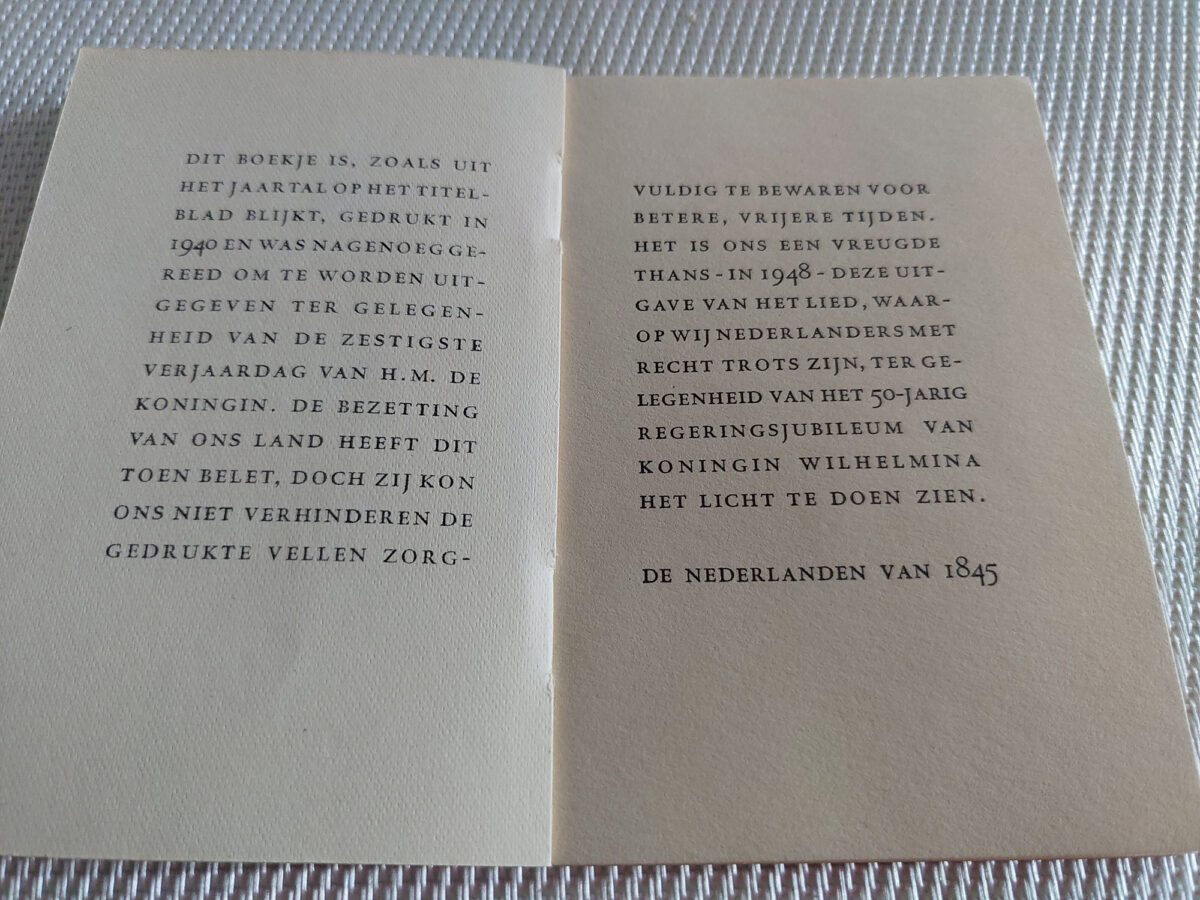 DIT BOEKJE IS, ZOALS UIT
HET JAARTAL OP HET TITEL-
BLAD BLIJKT, GEDRUKT IN
1940 EN WAS NAGENOEG GE-
REED OM TE WORDEN UIT-
GEGEVEN TER GELEGEN-
HEID VAN DE ZESTIGSTE
VERJAARDAG VAN H.M. DE
KONINGIN. DE BEZETTING
VAN ONS LAND HEEFT DIT
TOEN BELET, DOCH ZIJ KON
ONS NIET VERHINDEREN DE
GEDRUKTE VELLEN ZORG-
VULDIG TE BEWAREN VOOR
BETERE, VRIJERE TIJDEN.
HET IS ONS EEN VREUGDE
THANS - IN 1948 - DEZE UIT-
GAVE VAN HET LIED, WAAR-
OP WIJ NEDERLANDERS MET
RECHT TROTS ZIJN, TER GE-
LEGENHEID VAN HET 50-JARIG
REGERINGSJUBILEUM VAN
KONINGIN WILHELMINA
HET LICHT TE DOEN ZIEN.
DE NEDERLANDEN VAN 1845